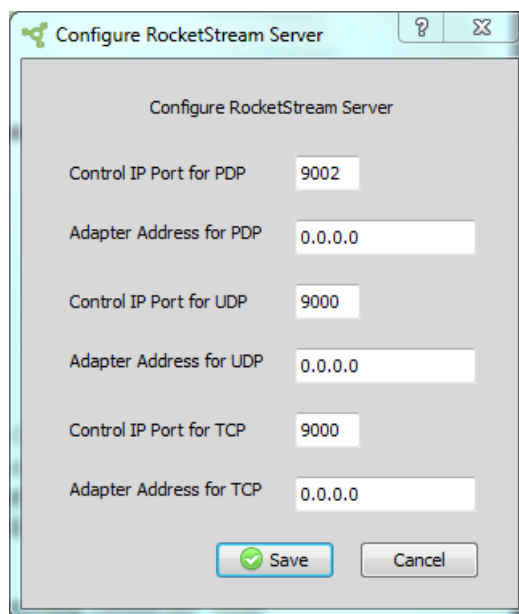 Configure RocketStream Server
?
Configure RocketStream Server
Control IP Port for PDP 9002
Adapter Address for PDP 0.0.0.0
Control IP Port for UDP 9000
Adapter Address for UDP 0.0.0.0
Control IP Port for TCP 9000
Adapter Address for TCP 0.0.0.0
Save Cancel